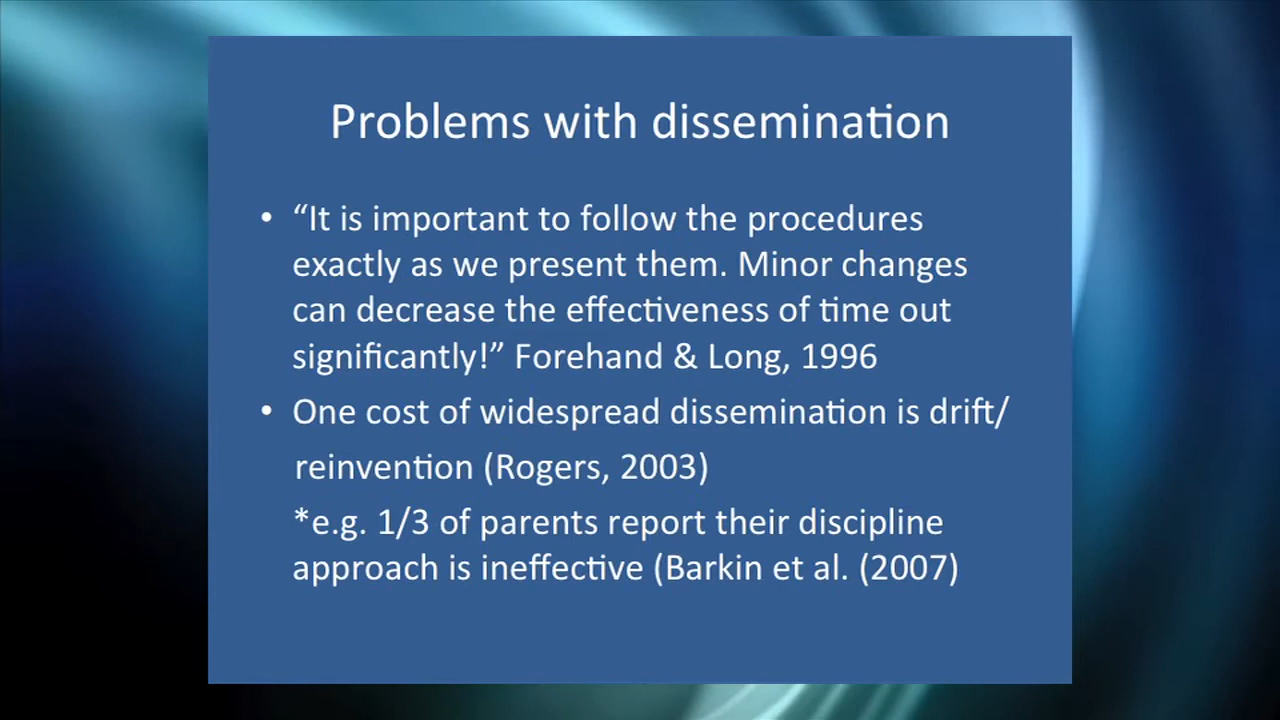 Problems with dissemination
• “It is important to follow the procedures
exactly as we present them. Minor changes
can decrease the effectiveness of time out
significantly!” Forehand & Long, 1996
• One cost of widespread dissemination is drift/
reinvention (Rogers, 2003)
*e.g. 1/3 of parents report their discipline
approach is ineffective (Barkin et al. (2007)